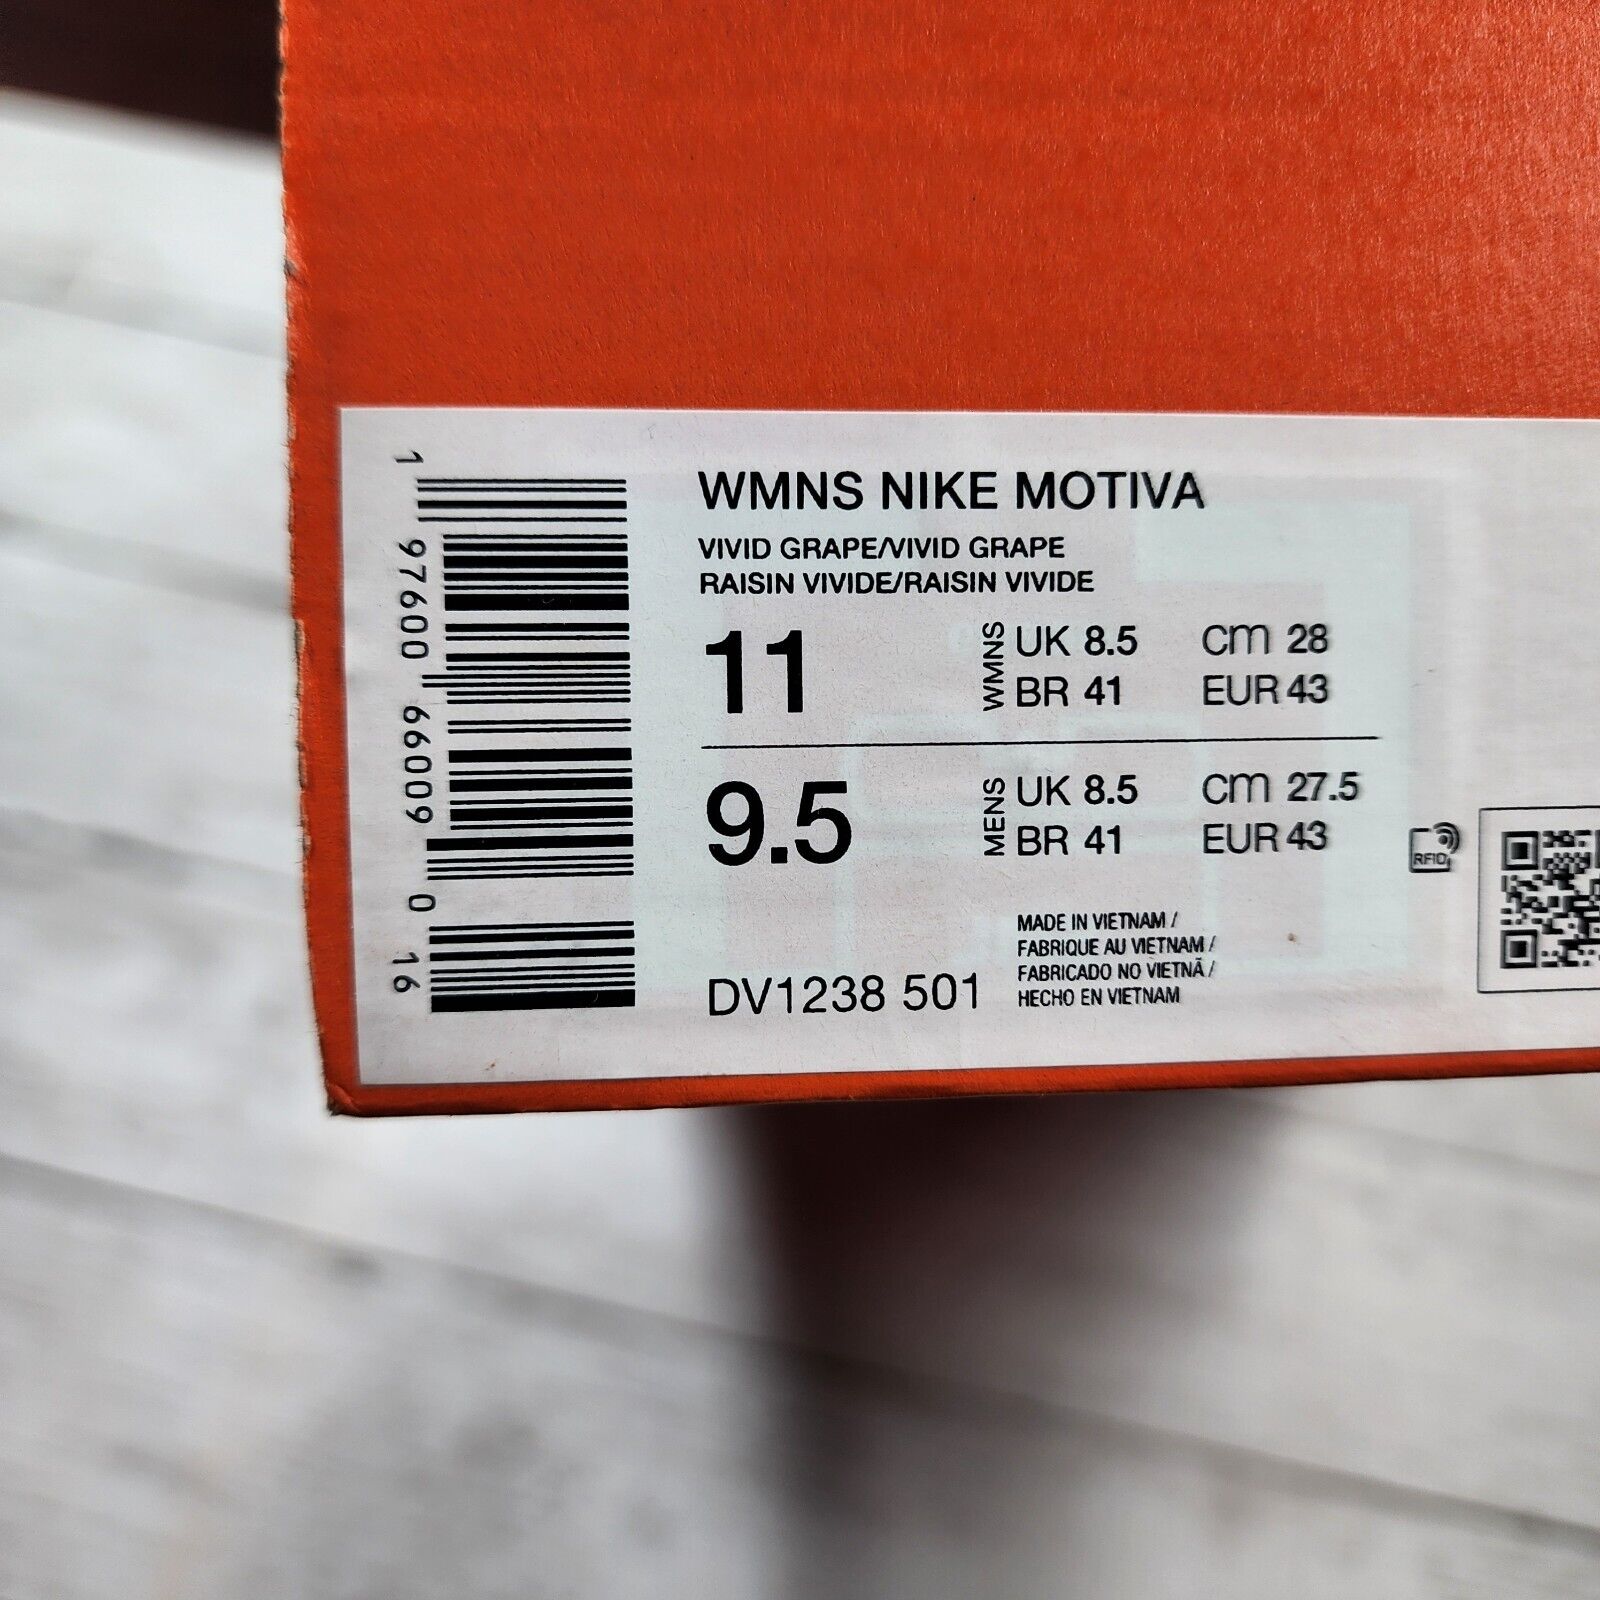 WMNS NIKE MOTIVA
VIVID GRAPE/VIVID GRAPE
RAISIN VIVIDE/RAISIN VIVIDE
11
WMNS
UK 8.5 CM 28
BR 41 EUR 43
9.5
MENS
UK 8.5 CM 27.5
BR 41 EUR 43
RFID
MADE IN VIETNAM /
FABRIQUE AU VIETNAM /
FABRICADO NO VIETNÃ /
HECHO EN VIETNAM
DV1238 501
1 97600 66009 0 16